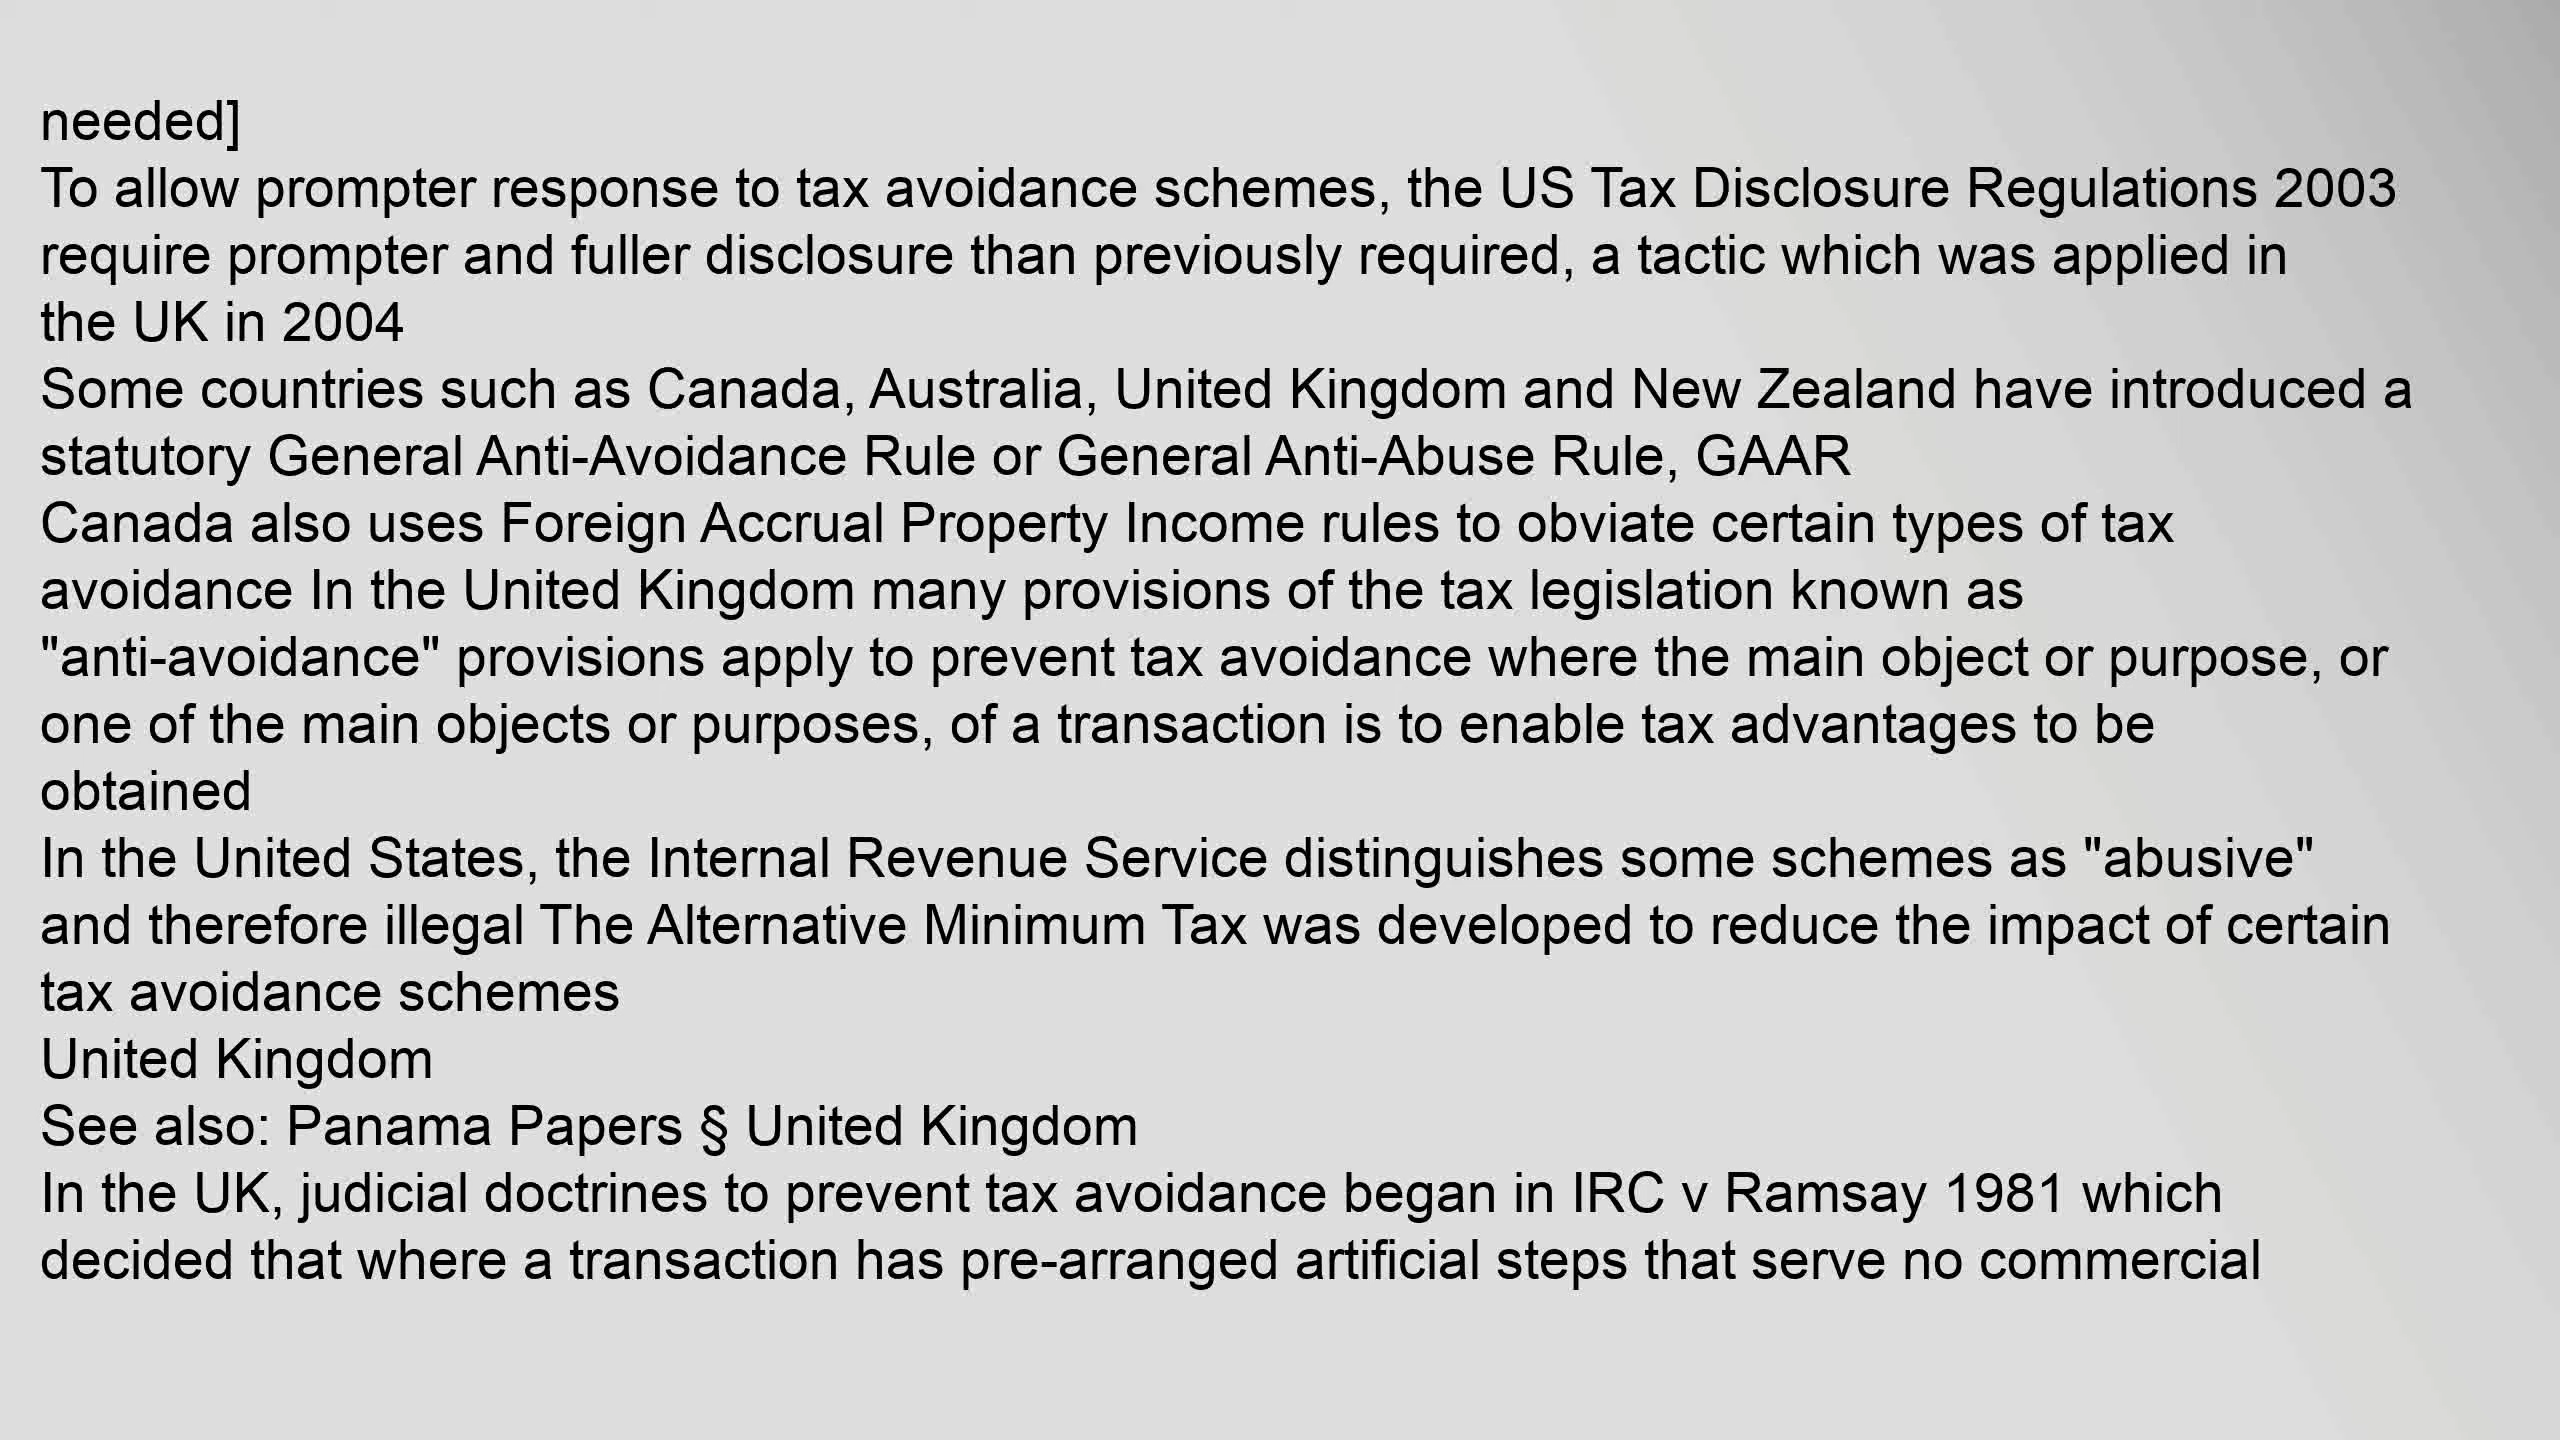 needed]
To allow prompter response to tax avoidance schemes, the US Tax Disclosure Regulations 2003
require prompter and fuller disclosure than previously required, a tactic which was applied in
the UK in 2004
Some countries such as Canada, Australia, United Kingdom and New Zealand have introduced a
statutory General Anti-Avoidance Rule or General Anti-Abuse Rule, GAAR
Canada also uses Foreign Accrual Property Income rules to obviate certain types of tax
avoidance In the United Kingdom many provisions of the tax legislation known as
"anti-avoidance" provisions apply to prevent tax avoidance where the main object or purpose, or
one of the main objects or purposes, of a transaction is to enable tax advantages to be
obtained
In the United States, the Internal Revenue Service distinguishes some schemes as "abusive"
and therefore illegal The Alternative Minimum Tax was developed to reduce the impact of certain
tax avoidance schemes
United Kingdom
See also: Panama Papers § United Kingdom
In the UK, judicial doctrines to prevent tax avoidance began in IRC v Ramsay 1981 which
decided that where a transaction has pre-arranged artificial steps that serve no commercial